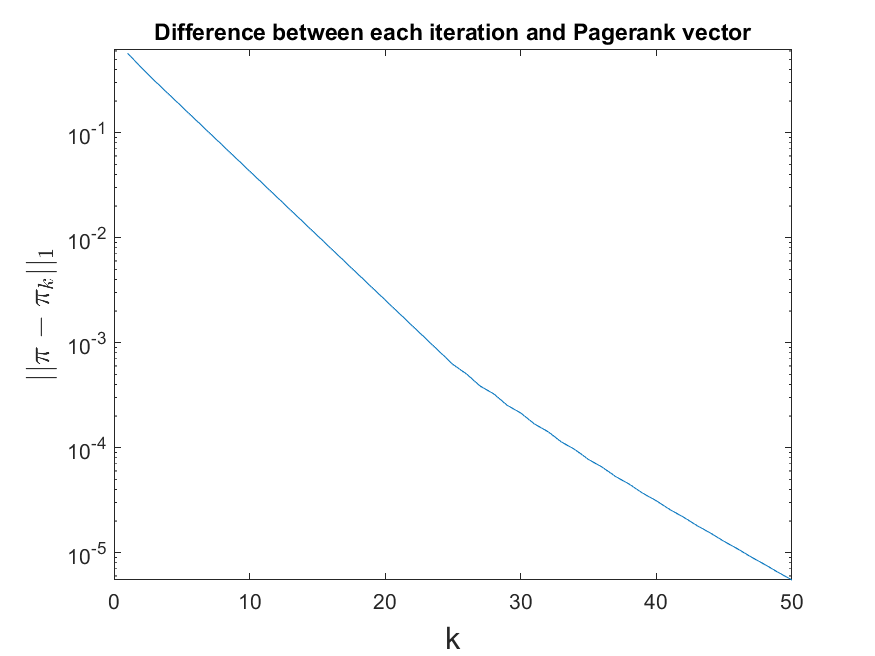 Difference between each iteration and Pagerank vector
||π − π_k||_1
10^-1
10^-2
10^-3
10^-4
10^-5
0 10 20 30 40 50
k